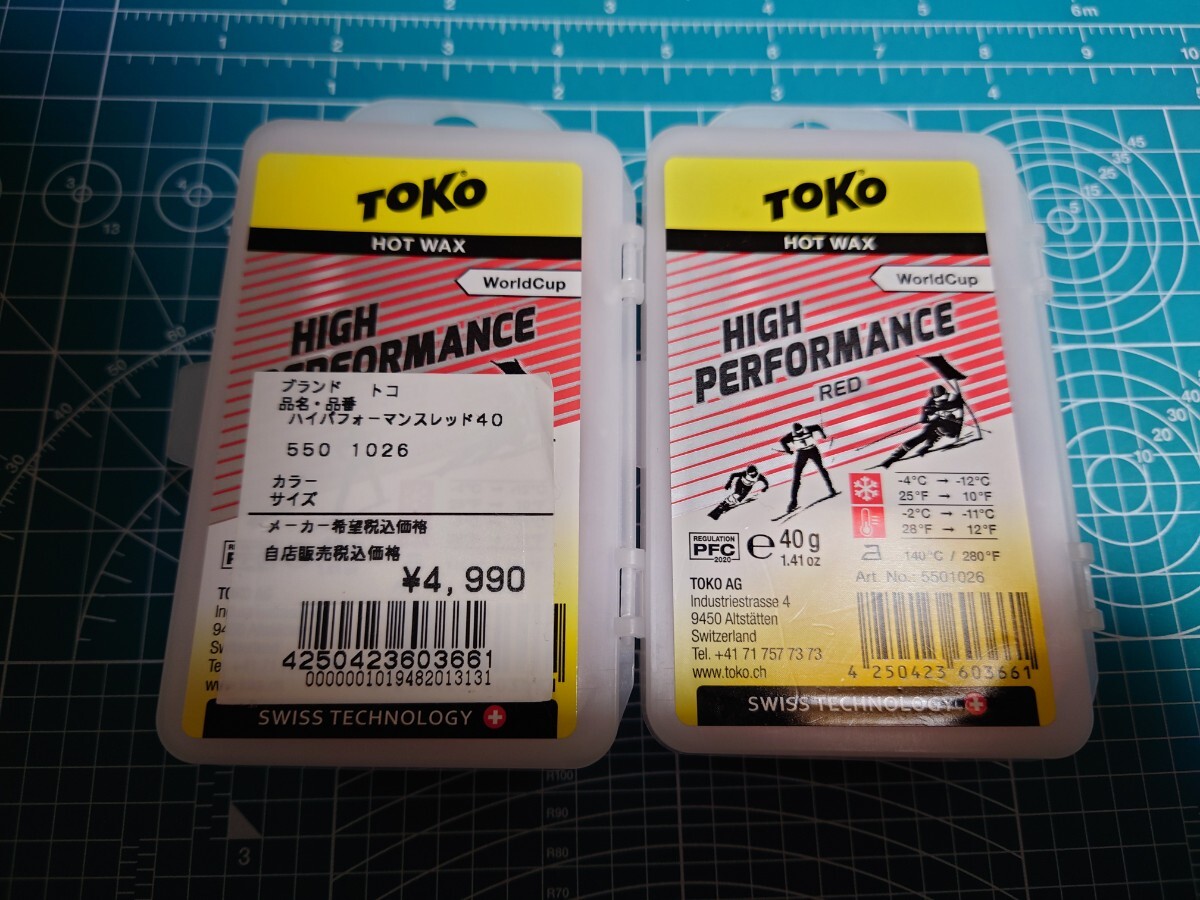 TOKO
HOT WAX
WorldCup
HIGH
PERFORMANCE
ブランド トコ
品名・品番
ハイパフォーマンスレッド40
550 1026
カラー
サイズ
メーカー希望税込価格
自店販売税込価格
¥4,990
4250423603661
0000001019482013131
SWISS TECHNOLOGY
TOKO
HOT WAX
WorldCup
HIGH
PERFORMANCE
RED
-4°C → -12°C
25°F → 10°F
-2°C → -11°C
28°F → 12°F
140°C / 280°F
REGULATION
PFC
2020
e 40 g
1.41 oz
Art. No.: 5501026
TOKO AG
Industriestrasse 4
9450 Altstätten
Switzerland
Tel. +41 71 757 73 73
www.toko.ch
4 250423 603661
SWISS TECHNOLOGY